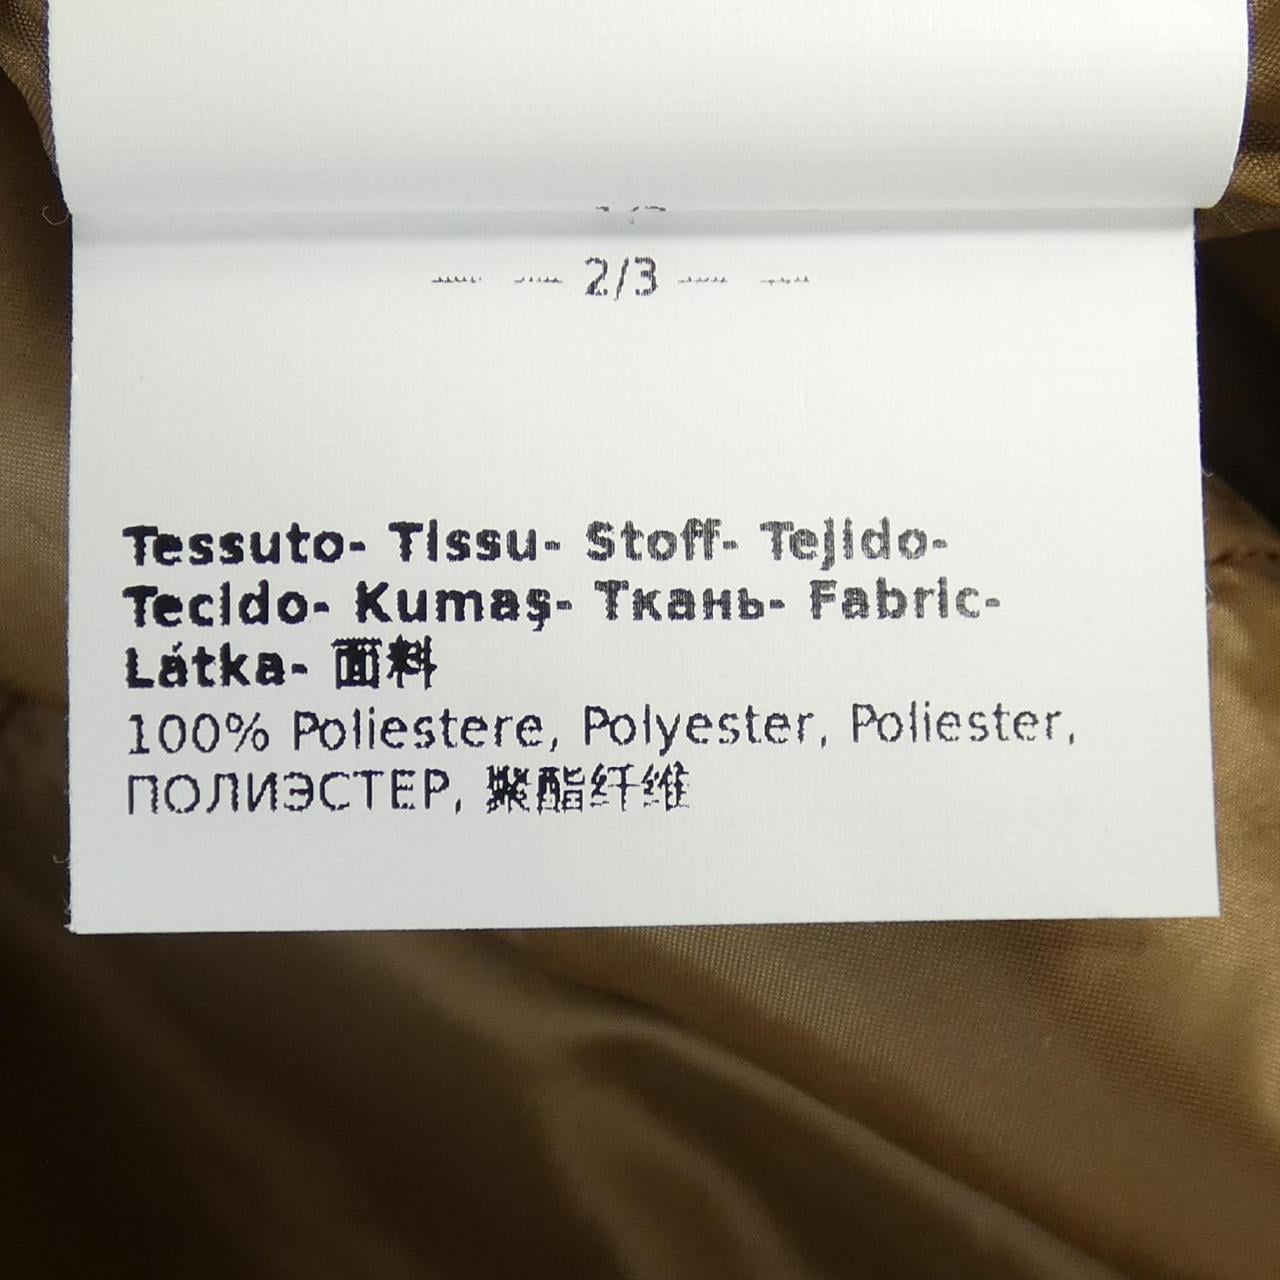 2/3
Tessuto- Tissu- Stoff- Tejido-
Tecido- Kumaş- Ткань- Fabric-
Látka- 面料
100% Poliestere, Polyester, Poliester,
ПОЛИЭСТЕР, 聚酯纤维